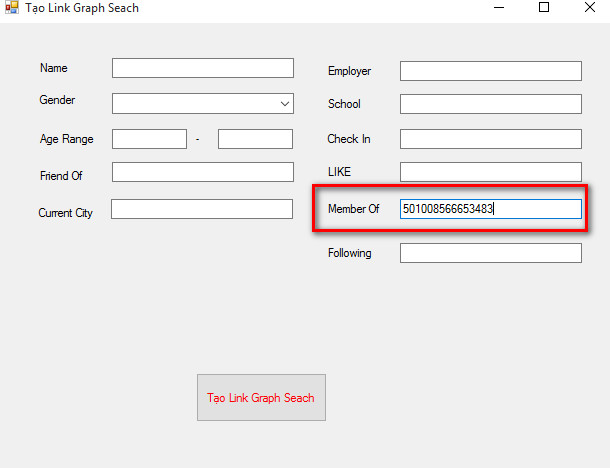 Tạo Link Graph Seach
Name
Gender
Age Range -
Friend Of
Current City
Employer
School
Check In
LIKE
Member Of 501008566653483
Following
Tạo Link Graph Seach